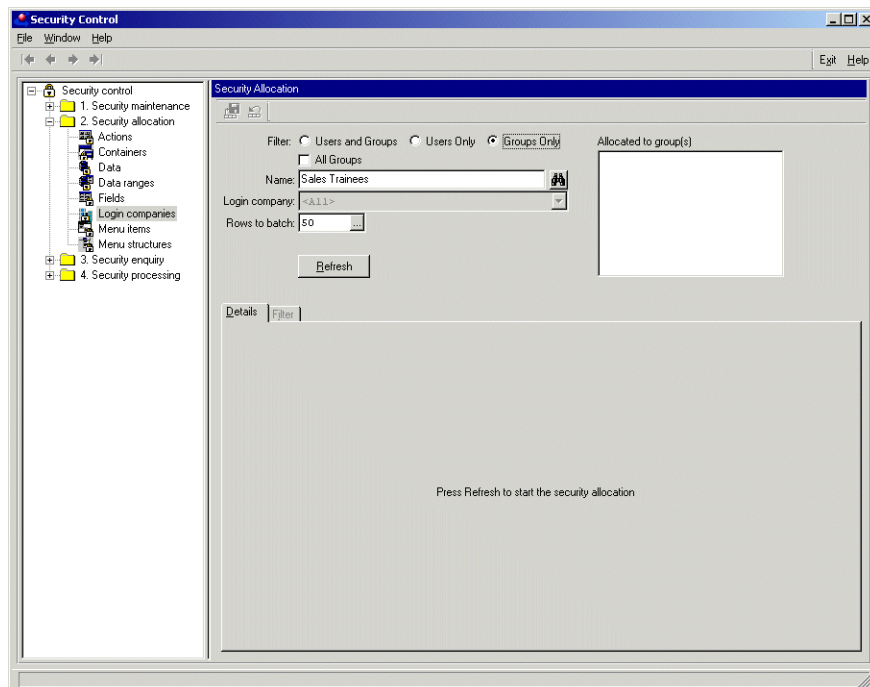 Security Control
File Window Help
Exit Help
Security control
1. Security maintenance
2. Security allocation
Actions
Containers
Data
Data ranges
Fields
Login companies
Menu items
Menu structures
3. Security enquiry
4. Security processing
Security Allocation
Filter: Users and Groups Users Only Groups Only
All Groups
Name: Sales Trainees
Login company: <All>
Rows to batch: 50 ...
Refresh
Allocated to group(s)
Details Filter
Press Refresh to start the security allocation